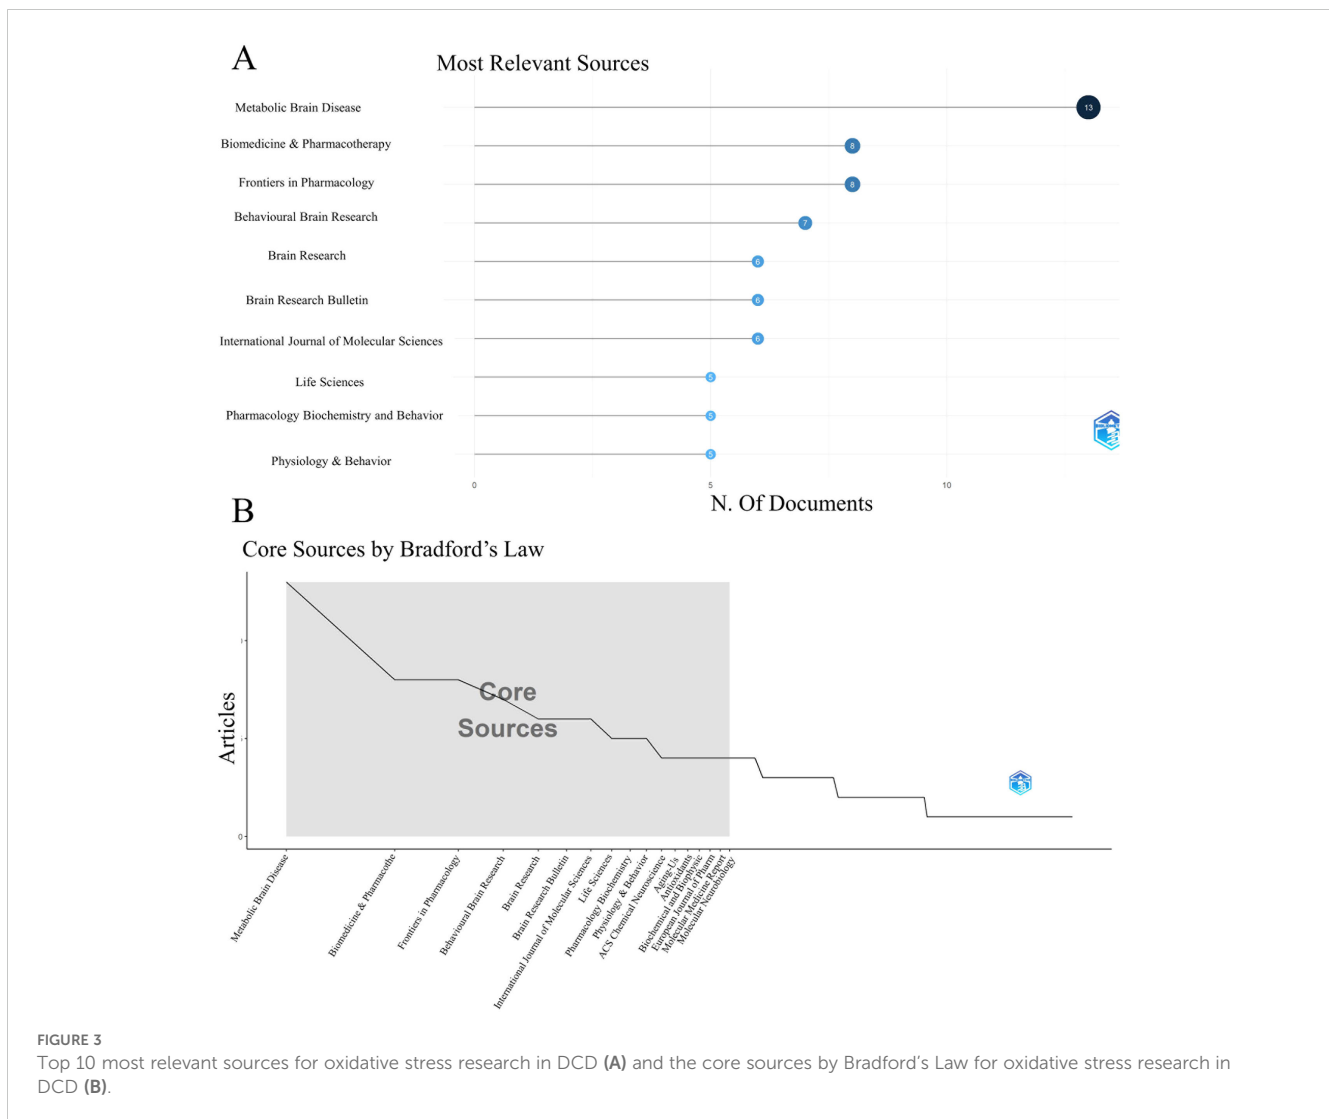 A
Most Relevant Sources
Metabolic Brain Disease
13
Biomedicine & Pharmacotherapy
8
Frontiers in Pharmacology
8
Behavioural Brain Research
7
Brain Research
6
Brain Research Bulletin
6
International Journal of Molecular Sciences
6
Life Sciences
5
Pharmacology Biochemistry and Behavior
5
Physiology & Behavior
5
0
5
10
N. Of Documents
B
Core Sources by Bradford's Law
Articles
0
Core
Sources
Metabolic Brain Disease
Biomedicine & Pharmacothe
Frontiers in Pharmacology
Behavioural Brain Research
Brain Research
Brain Research Bulletin
International Journal of Molecular Sciences
Life Sciences
Pharmacology Biochemistry
Physiology & Behavior
ACS Chemical Neuroscience
Aging-Us
Antioxidants
Biochemical and Biophysic
European Journal of Pharm
Molecular Medicine Report
Molecular Neurobiology
FIGURE 3
Top 10 most relevant sources for oxidative stress research in DCD (A) and the core sources by Bradford's Law for oxidative stress research in
DCD (B).